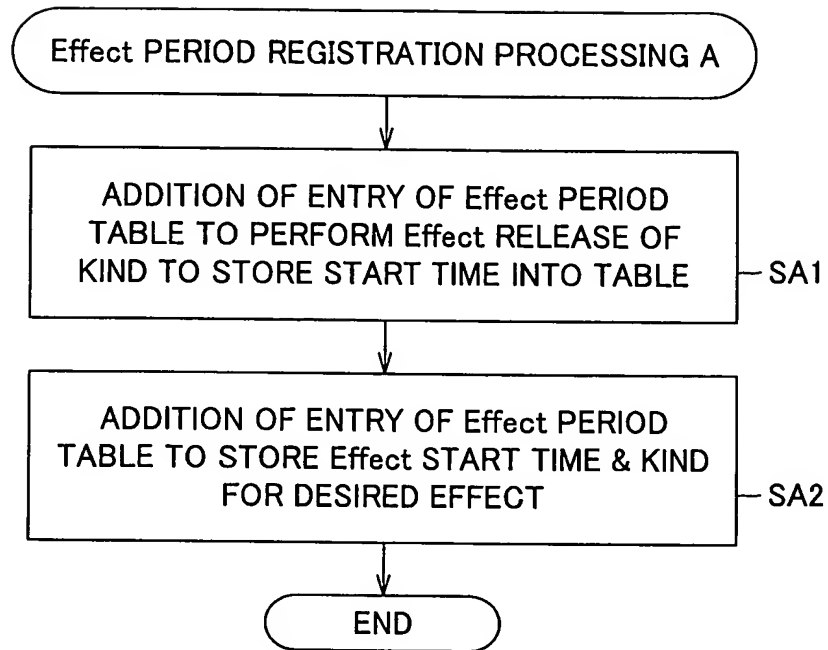 Effect PERIOD REGISTRATION PROCESSING A
ADDITION OF ENTRY OF Effect PERIOD
TABLE TO PERFORM Effect RELEASE OF
KIND TO STORE START TIME INTO TABLE
SA1
ADDITION OF ENTRY OF Effect PERIOD
TABLE TO STORE Effect START TIME & KIND
FOR DESIRED EFFECT
SA2
END